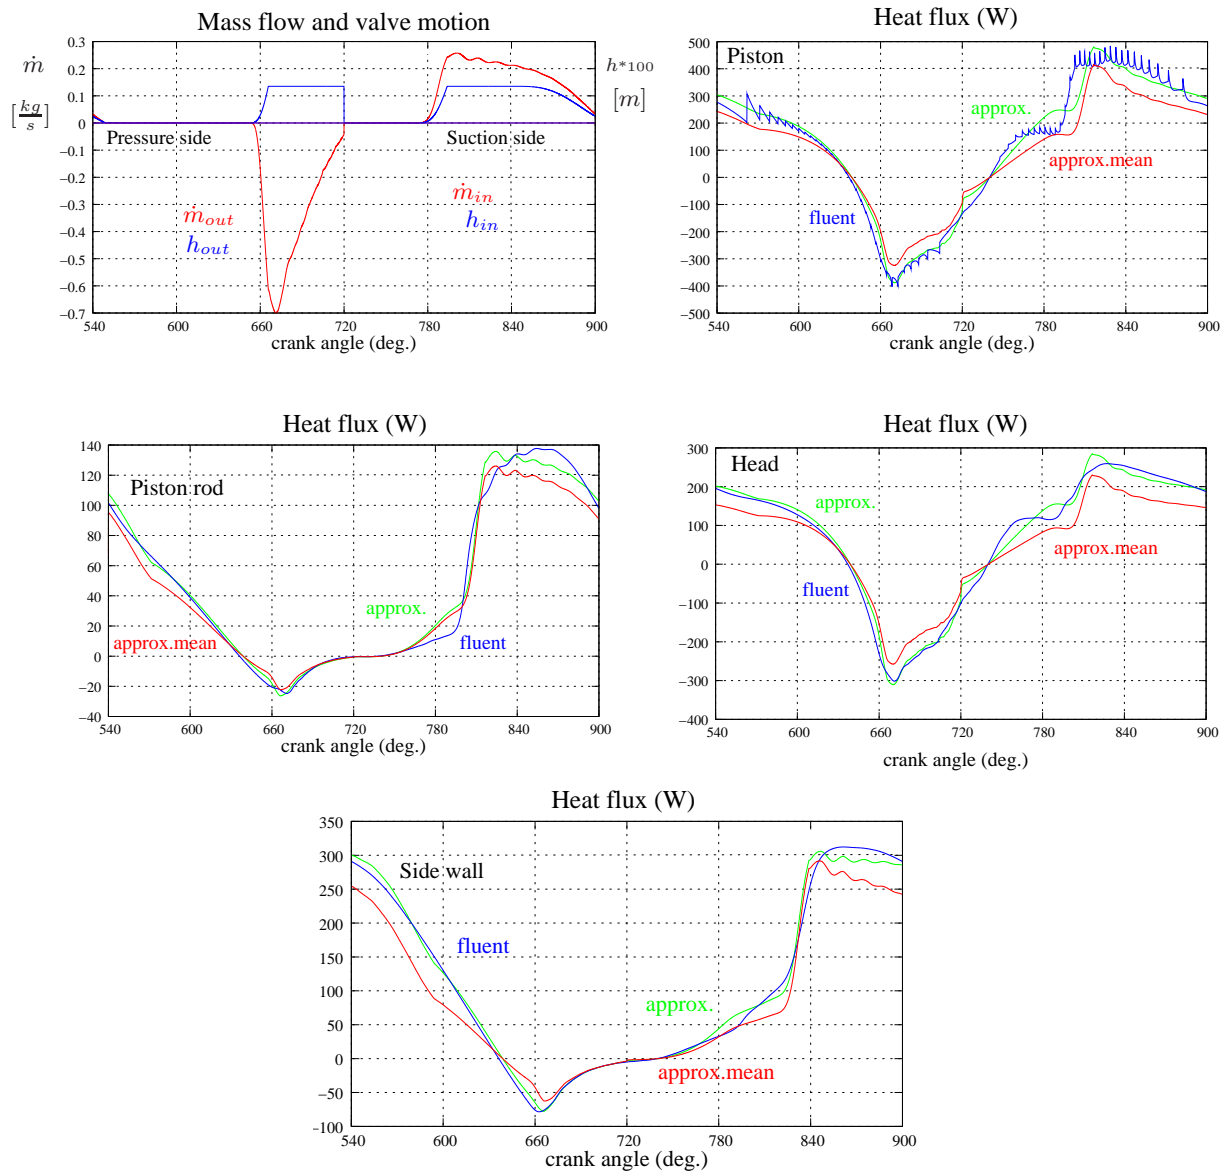 Mass flow and valve motion
0.3
0.2
0.1
0
−0.1
−0.2
−0.3
−0.4
−0.5
−0.6
−0.7
ṁ
[kg/s]
h*100
[m]
Pressure side
Suction side
ṁout
hout
ṁin
hin
540 600 660 720 780 840 900
crank angle (deg.)
Heat flux (W)
500
400
300
200
100
0
−100
−200
−300
−400
−500
Piston
approx.
approx.mean
fluent
540 600 660 720 780 840 900
crank angle (deg.)
Heat flux (W)
140
120
100
80
60
40
20
0
−20
−40
Piston rod
approx.
approx.mean
fluent
540 600 660 720 780 840 900
crank angle (deg.)
Heat flux (W)
300
200
100
0
−100
−200
−300
−400
Head
approx.
approx.mean
fluent
540 600 660 720 780 840 900
crank angle (deg.)
Heat flux (W)
350
300
250
200
150
100
50
0
−50
−100
Side wall
fluent
approx.
approx.mean
540 600 660 720 780 840 900
crank angle (deg.)